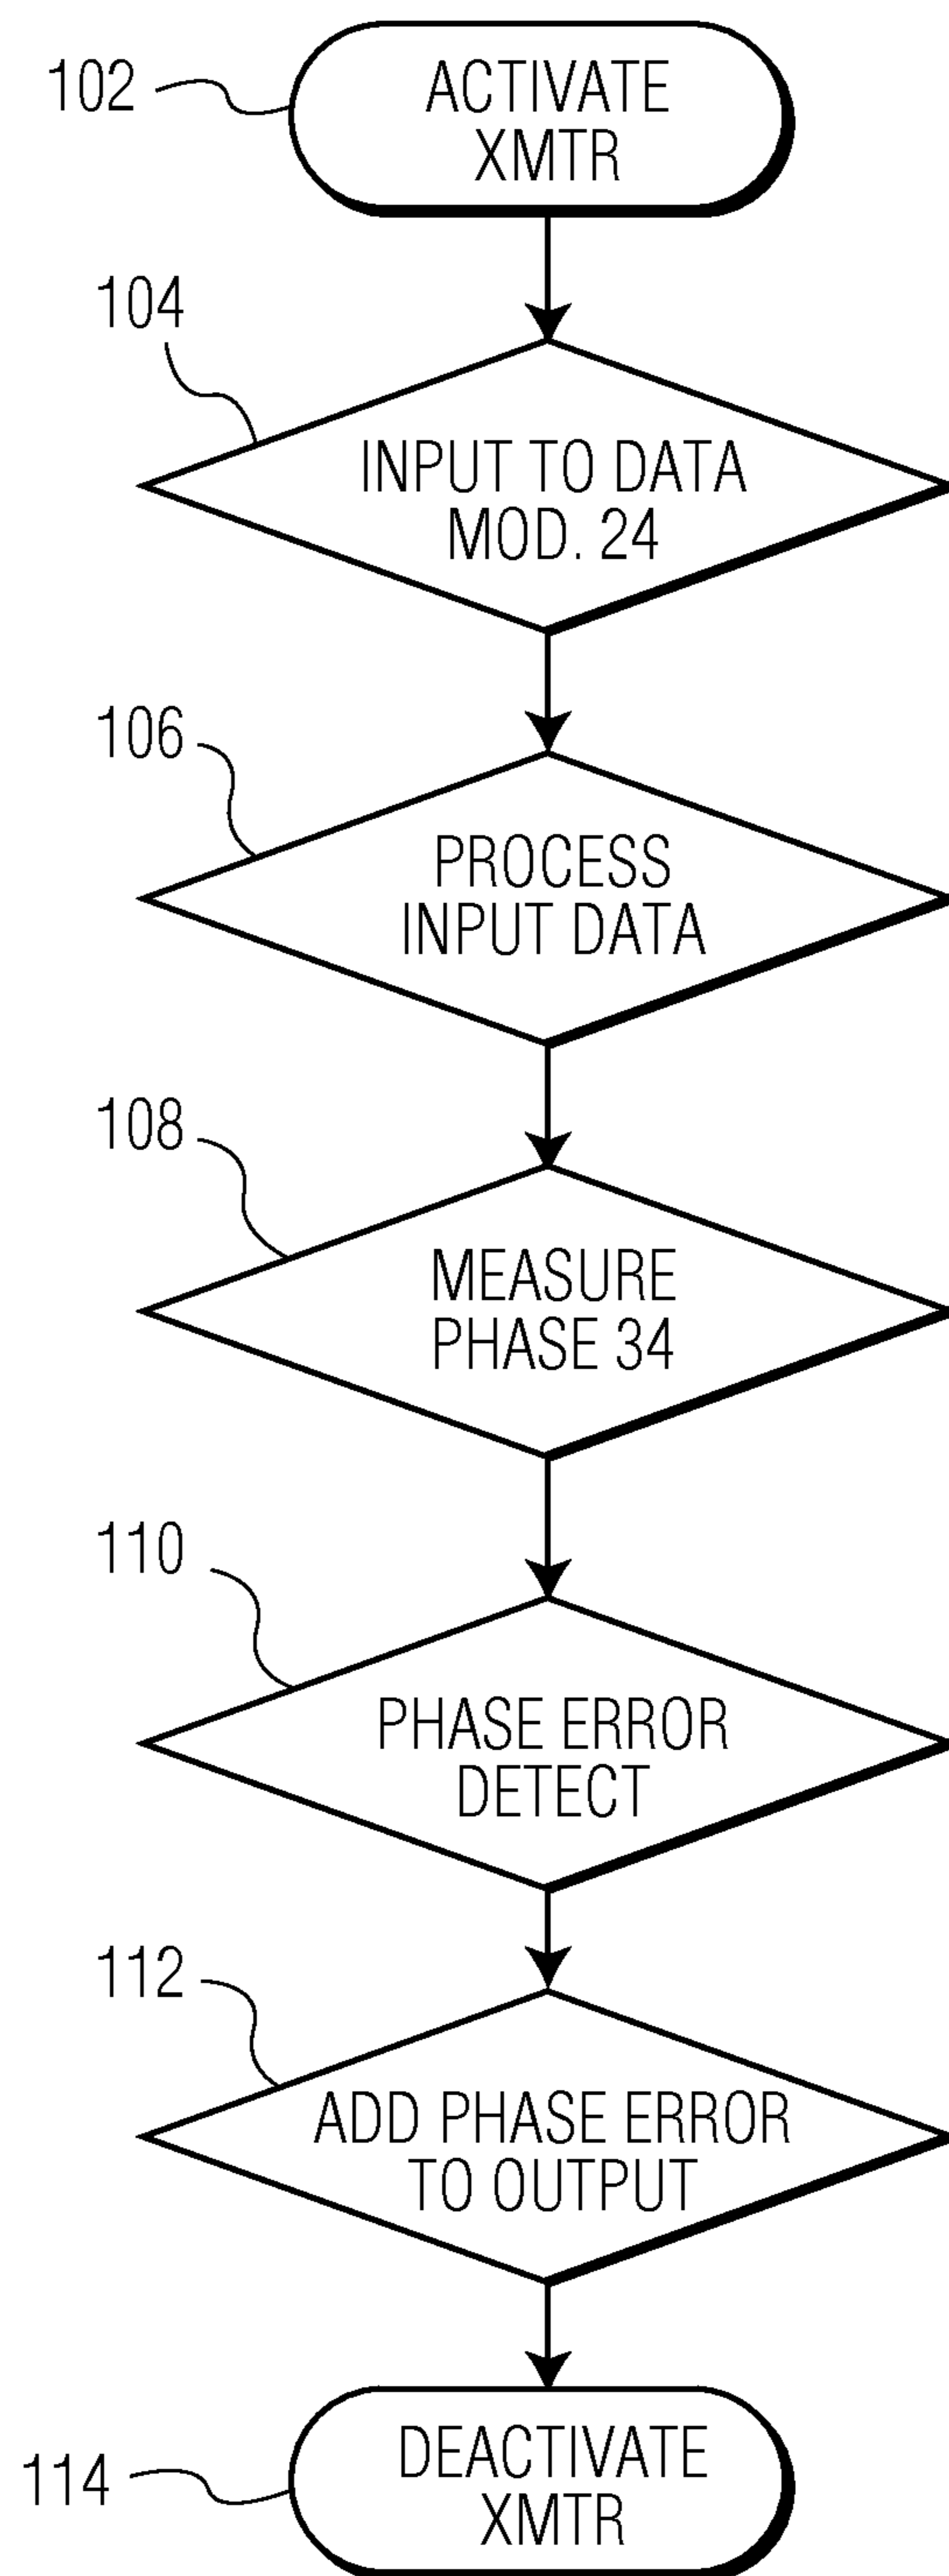 102
ACTIVATE
XMTR
104
INPUT TO DATA
MOD. 24
106
PROCESS
INPUT DATA
108
MEASURE
PHASE 34
110
PHASE ERROR
DETECT
112
ADD PHASE ERROR
TO OUTPUT
114
DEACTIVATE
XMTR